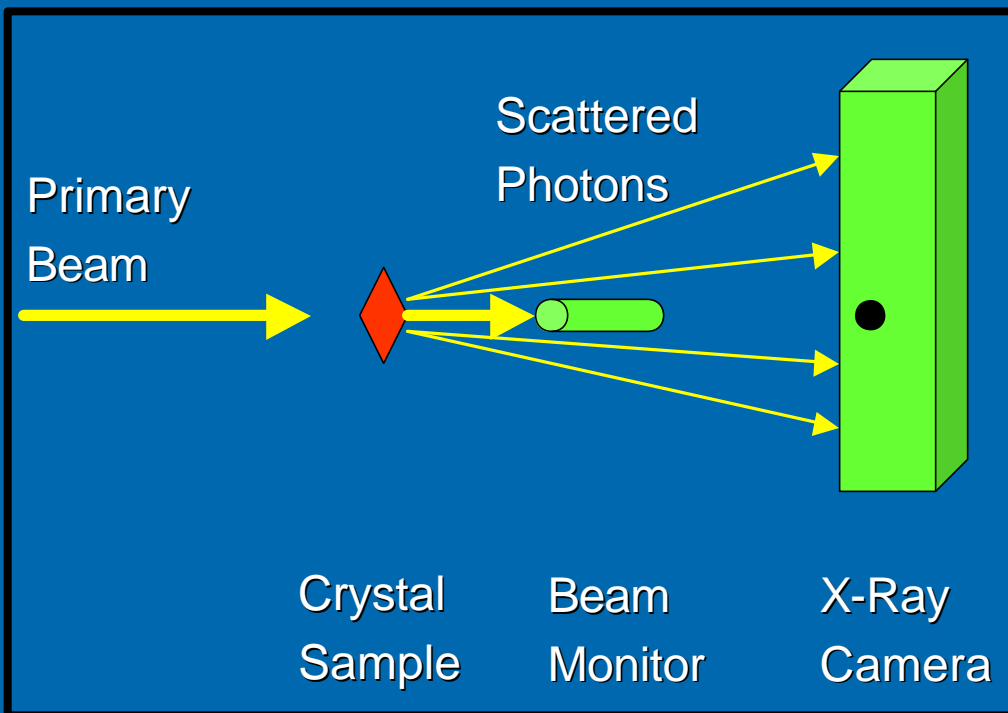 Primary
Beam
Scattered
Photons
Crystal
Sample
Beam
Monitor
X-Ray
Camera